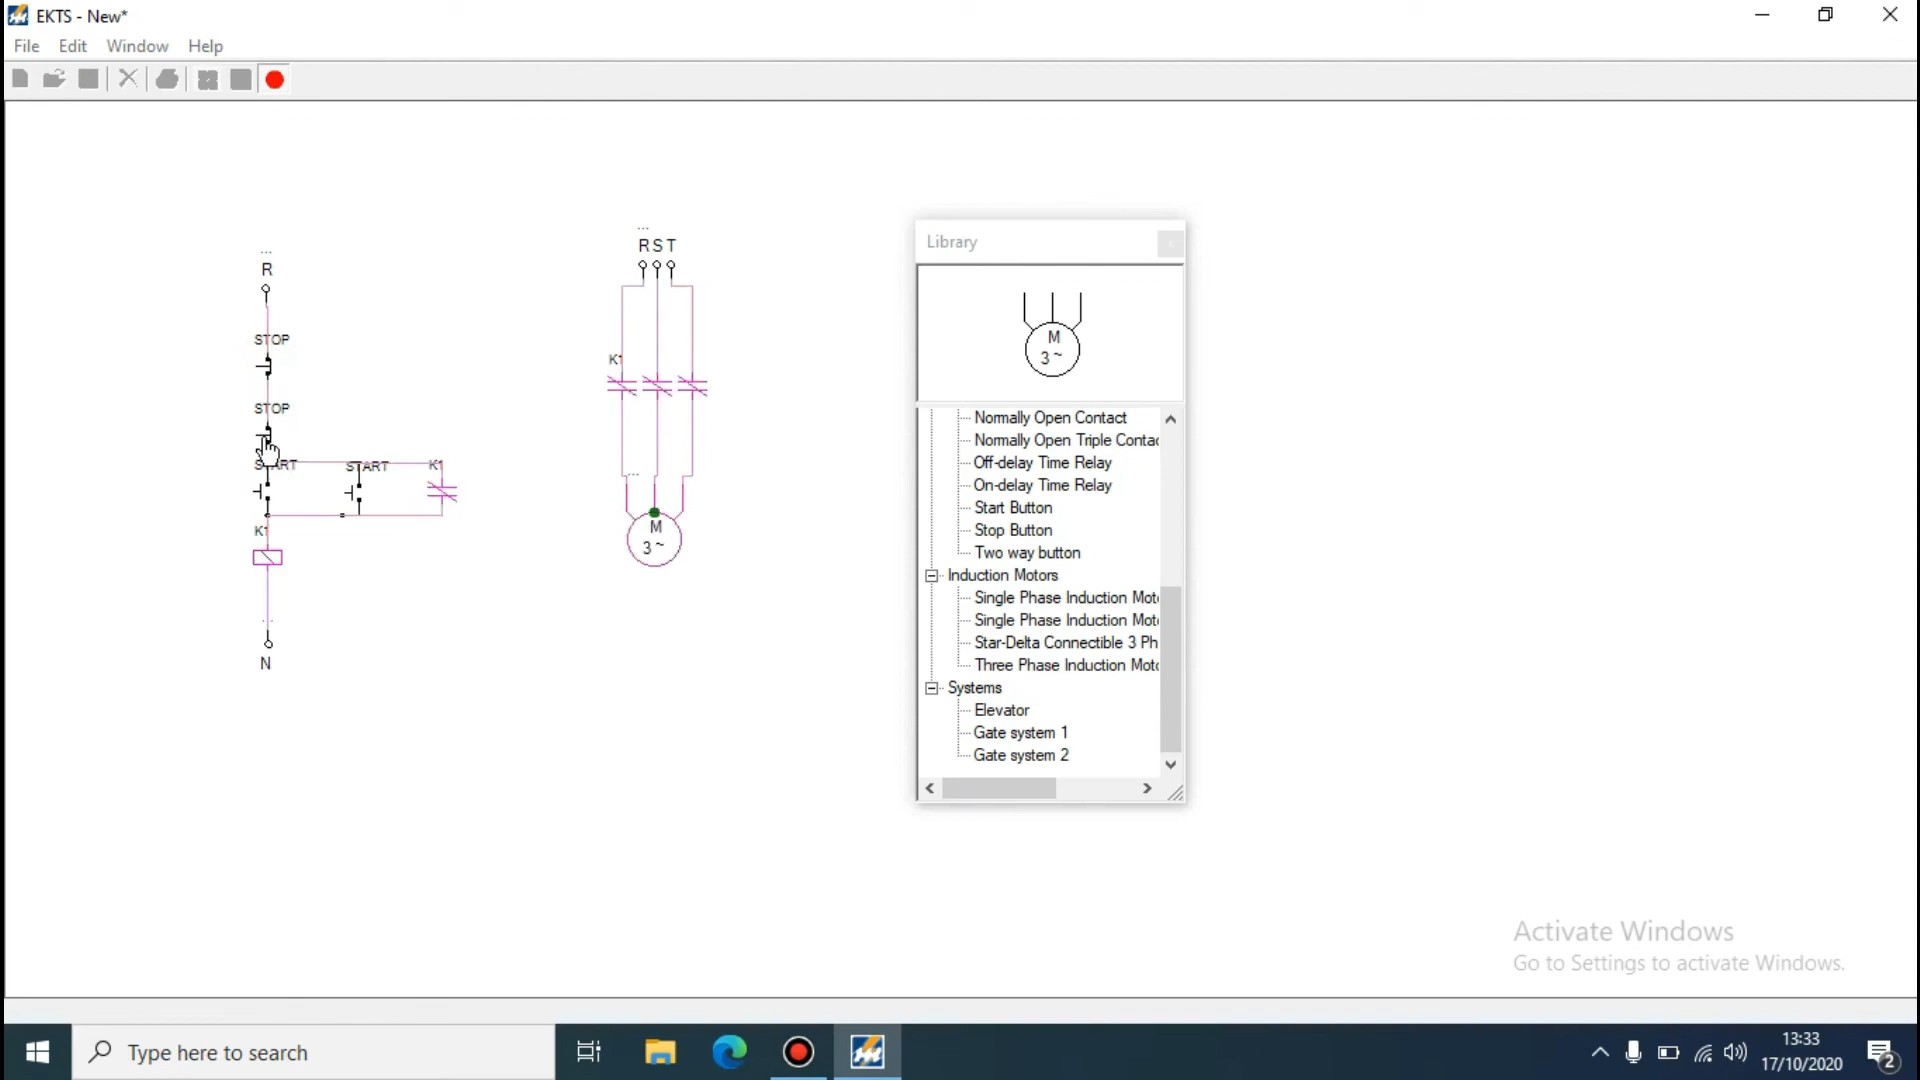 EKTS - New*
File Edit Window Help
...
R
STOP
STOP
START START K1
K1
N
...
R S T
K1
...
M
3 ~
Library
M
3 ~
Normally Open Contact
Normally Open Triple Contac
Off-delay Time Relay
On-delay Time Relay
Start Button
Stop Button
Two way button
Induction Motors
Single Phase Induction Moto
Single Phase Induction Moto
Star-Delta Connectible 3 Ph
Three Phase Induction Moto
Systems
Elevator
Gate system 1
Gate system 2
Activate Windows
Go to Settings to activate Windows.
Type here to search
13:33
17/10/2020
2